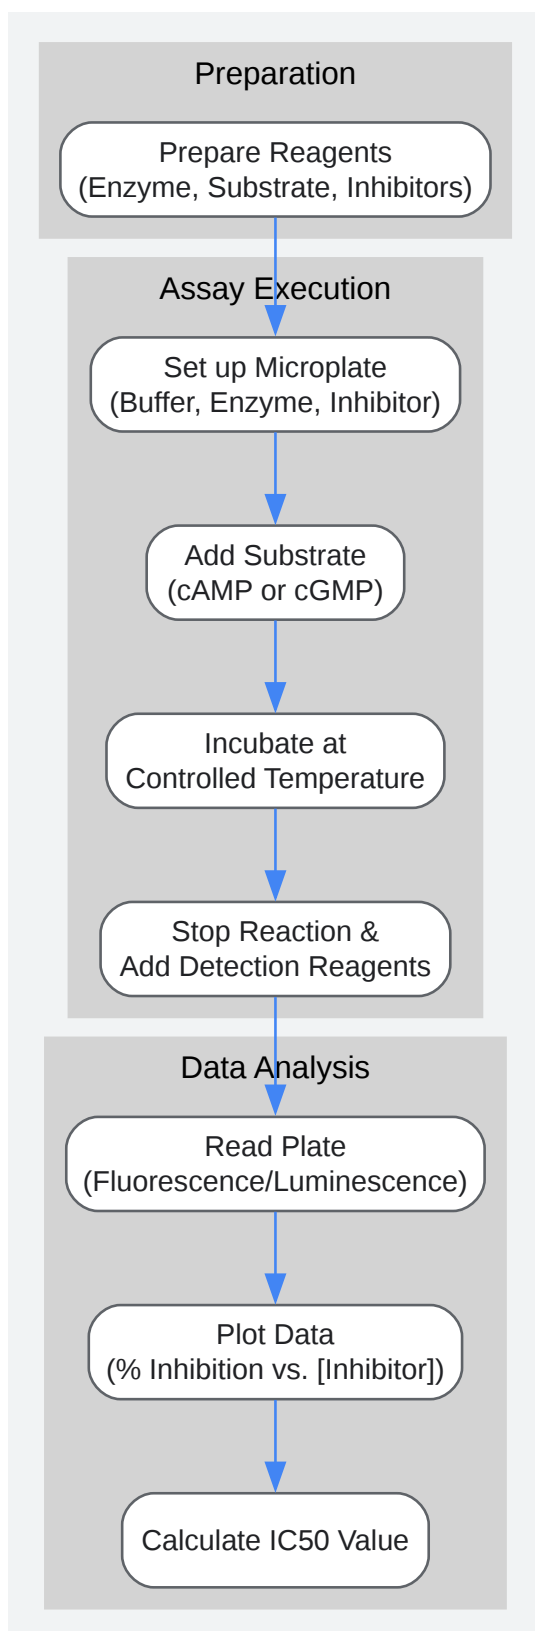 Preparation
Prepare Reagents
(Enzyme, Substrate, Inhibitors)
Assay Execution
Set up Microplate
(Buffer, Enzyme, Inhibitor)
Add Substrate
(cAMP or cGMP)
Incubate at
Controlled Temperature
Stop Reaction &
Add Detection Reagents
Data Analysis
Read Plate
(Fluorescence/Luminescence)
Plot Data
(% Inhibition vs. [Inhibitor])
Calculate IC50 Value